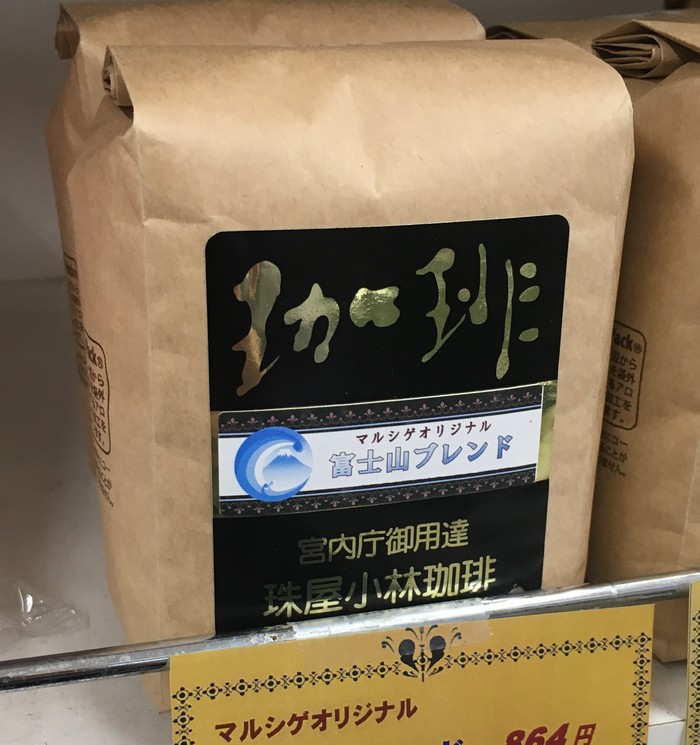 珈琲
マルシゲオリジナル
富士山ブレンド
宮内庁御用達
珠屋小林珈琲
マルシゲオリジナル
864円